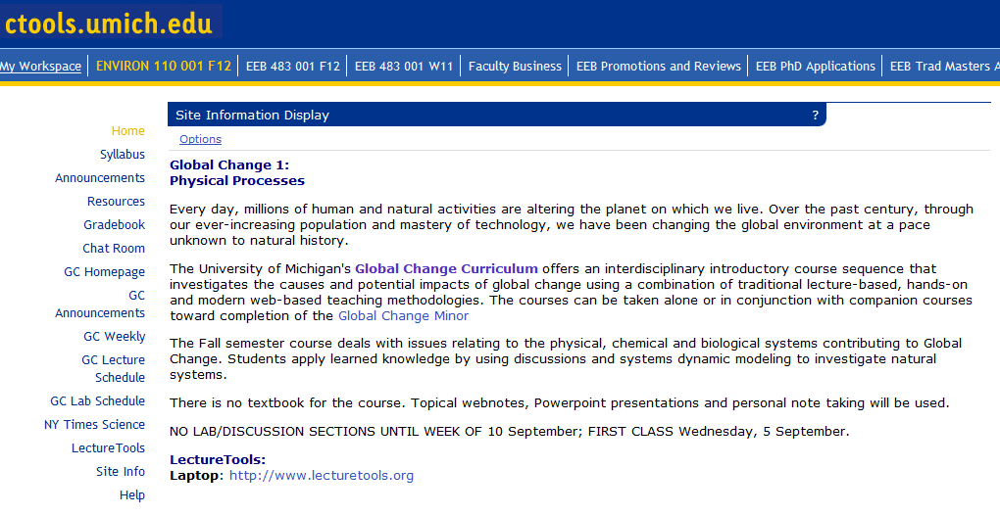 ctools.umich.edu
My Workspace ENVIRON 110 001 F12 EEB 483 001 F12 EEB 483 001 W11 Faculty Business EEB Promotions and Reviews EEB PhD Applications EEB Trad Masters A
Site Information Display ?
Options
Home
Syllabus
Announcements
Resources
Gradebook
Chat Room
GC Homepage
GC
Announcements
GC Weekly
GC Lecture
Schedule
GC Lab Schedule
NY Times Science
LectureTools
Site Info
Help
Global Change 1:
Physical Processes
Every day, millions of human and natural activities are altering the planet on which we live. Over the past century, through
our ever-increasing population and mastery of technology, we have been changing the global environment at a pace
unknown to natural history.
The University of Michigan's Global Change Curriculum offers an interdisciplinary introductory course sequence that
investigates the causes and potential impacts of global change using a combination of traditional lecture-based, hands-on
and modern web-based teaching methodologies. The courses can be taken alone or in conjunction with companion courses
toward completion of the Global Change Minor
The Fall semester course deals with issues relating to the physical, chemical and biological systems contributing to Global
Change. Students apply learned knowledge by using discussions and systems dynamic modeling to investigate natural
systems.
There is no textbook for the course. Topical webnotes, Powerpoint presentations and personal note taking will be used.
NO LAB/DISCUSSION SECTIONS UNTIL WEEK OF 10 September; FIRST CLASS Wednesday, 5 September.
LectureTools:
Laptop: http://www.lecturetools.org